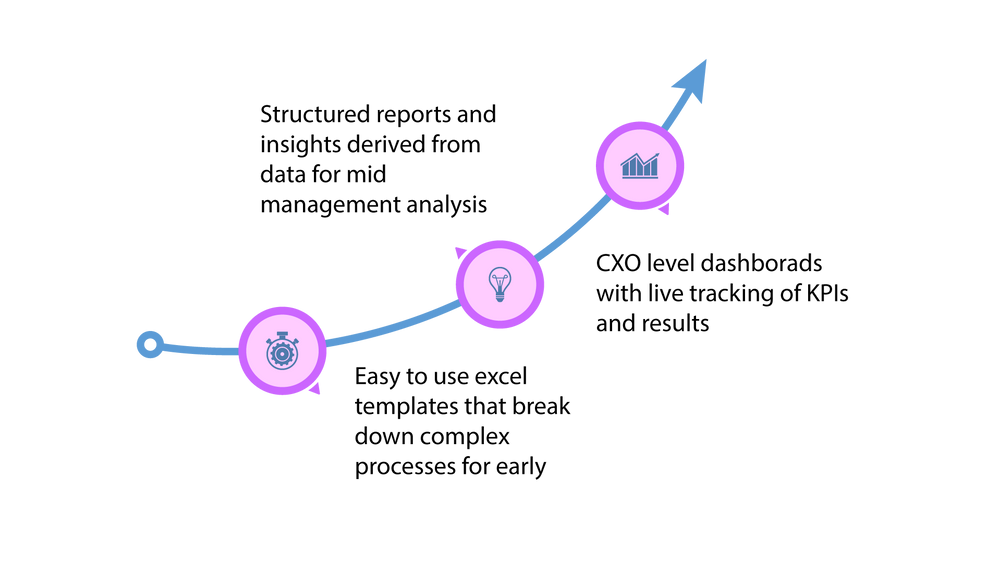 Structured reports and
insights derived from
data for mid
management analysis
CXO level dashborads
with live tracking of KPIs
and results
Easy to use excel
templates that break
down complex
processes for early